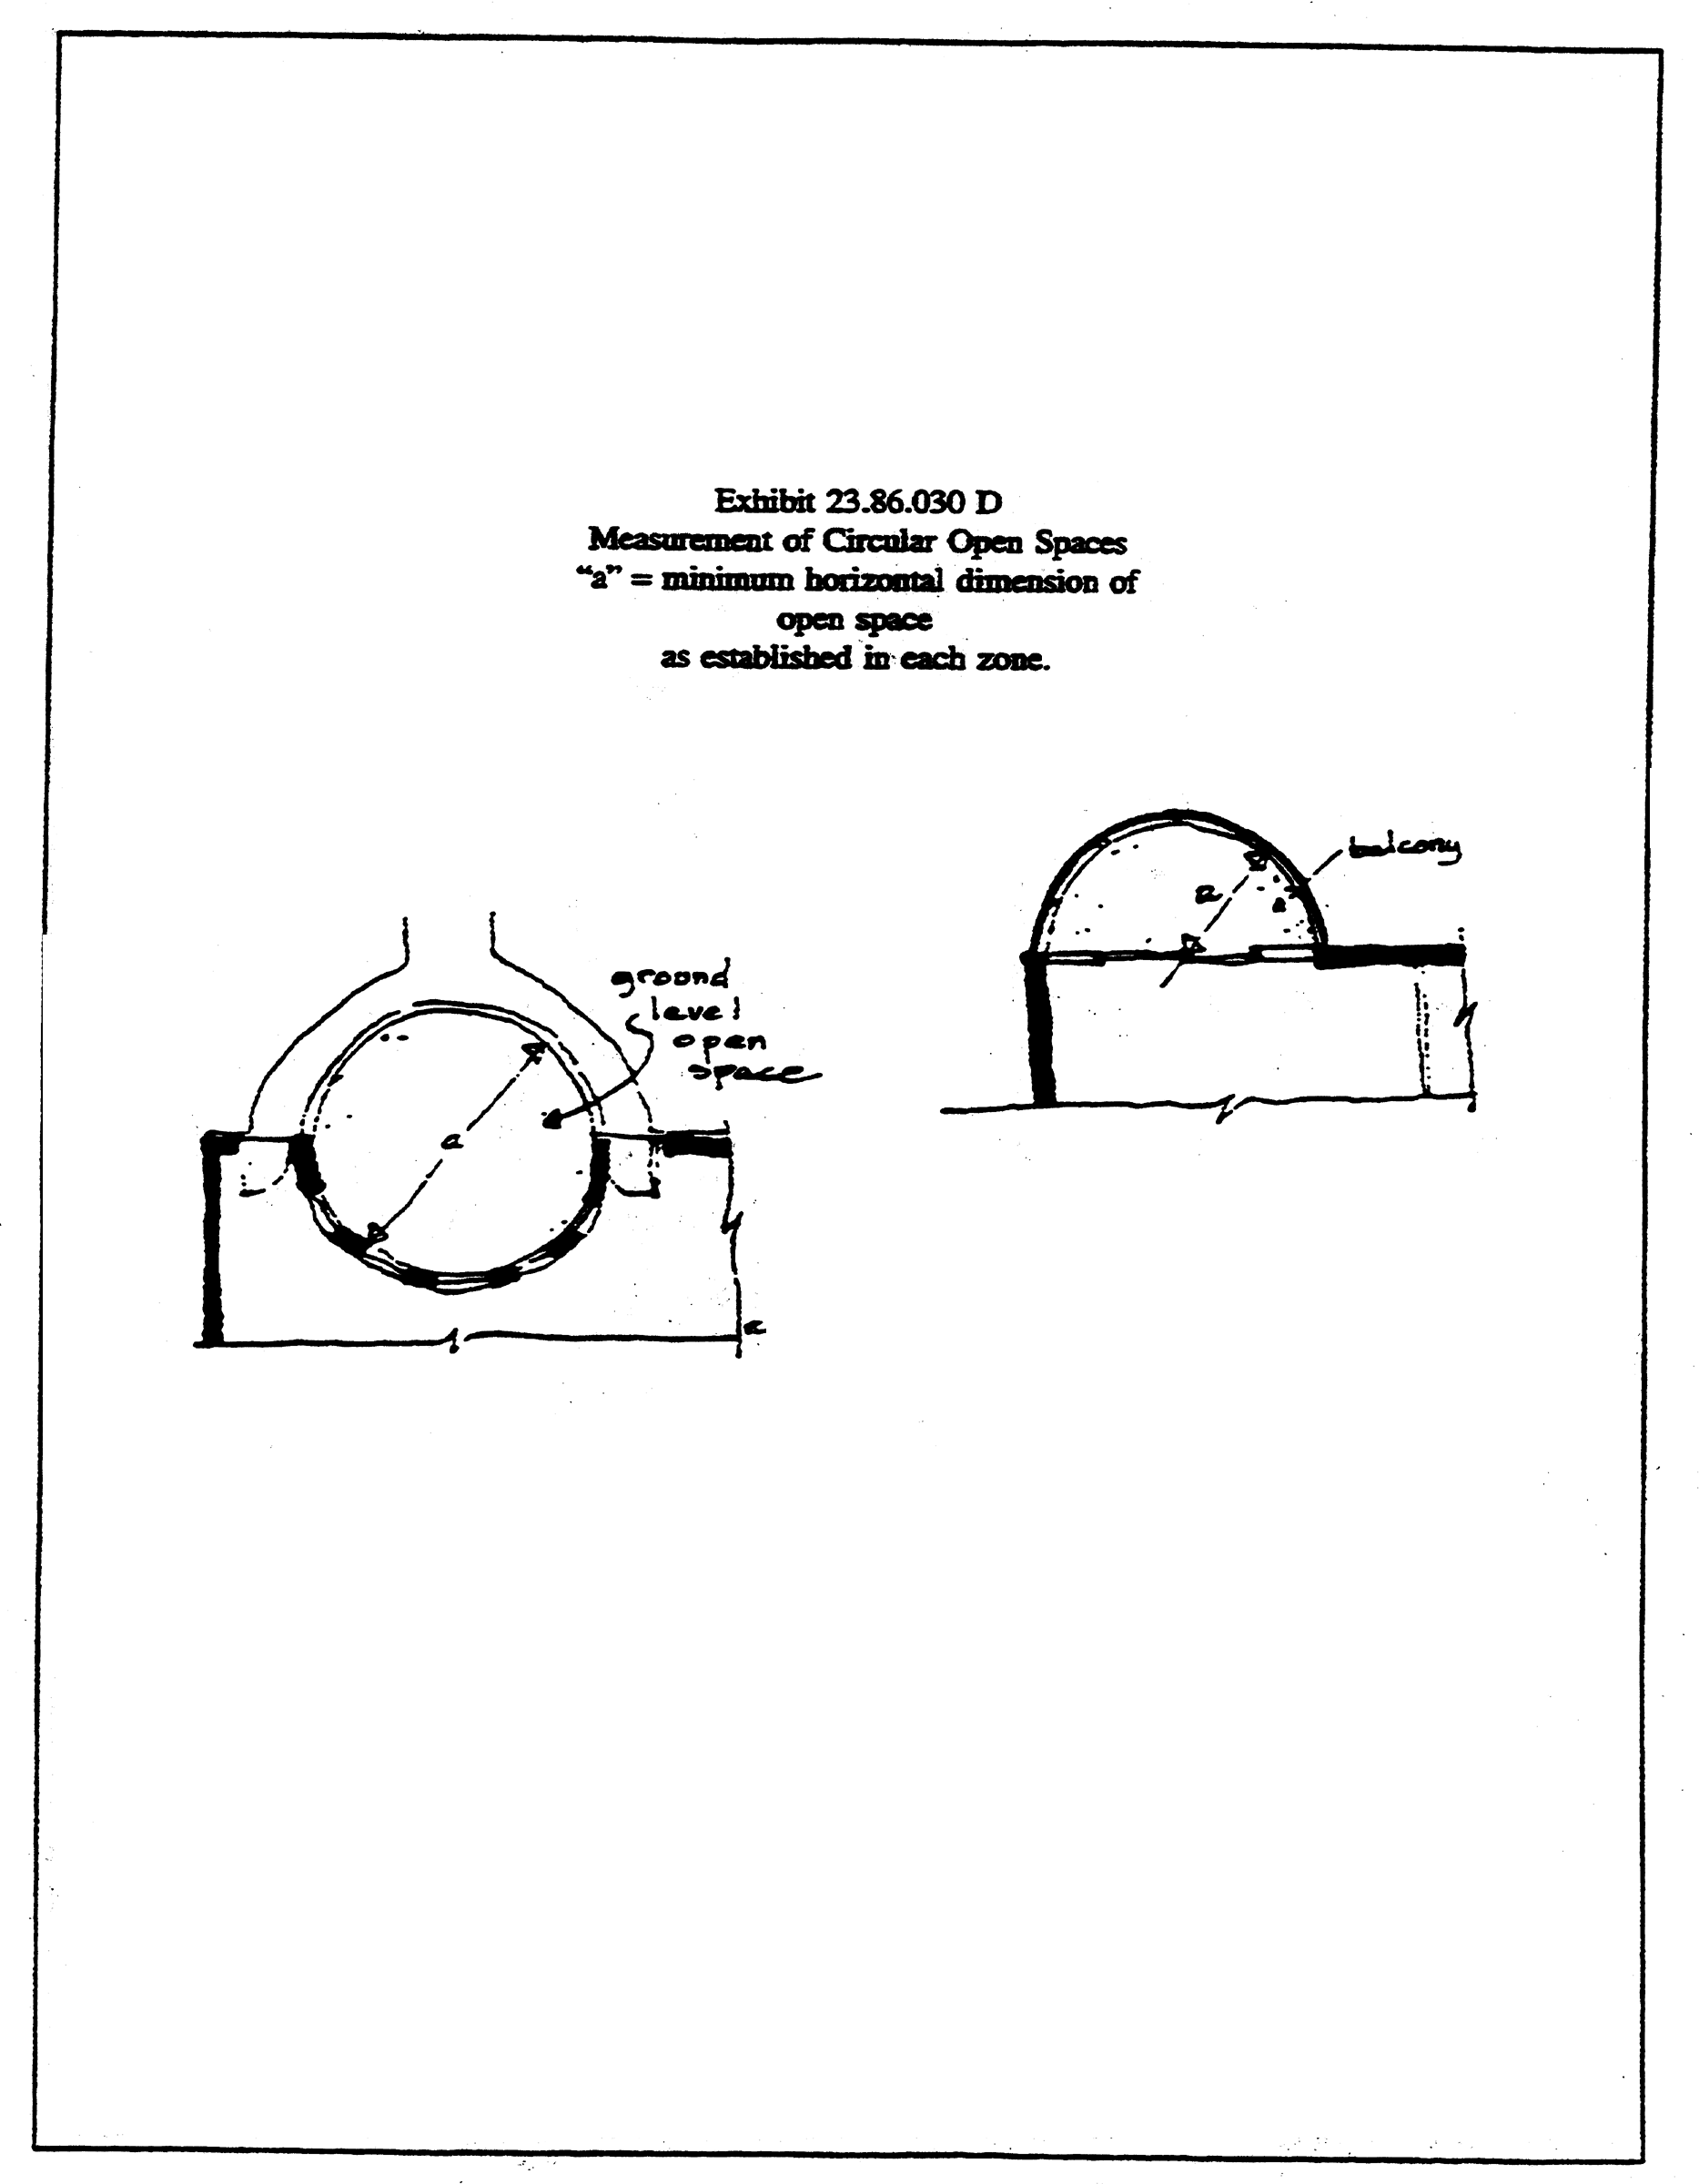 Exhibit 23.86.030 D
Measurement of Circular Open Spaces
“a” = minimum horizontal dimension of
open space
as established in each zone.
balcony
a
ground
level
open
space
a